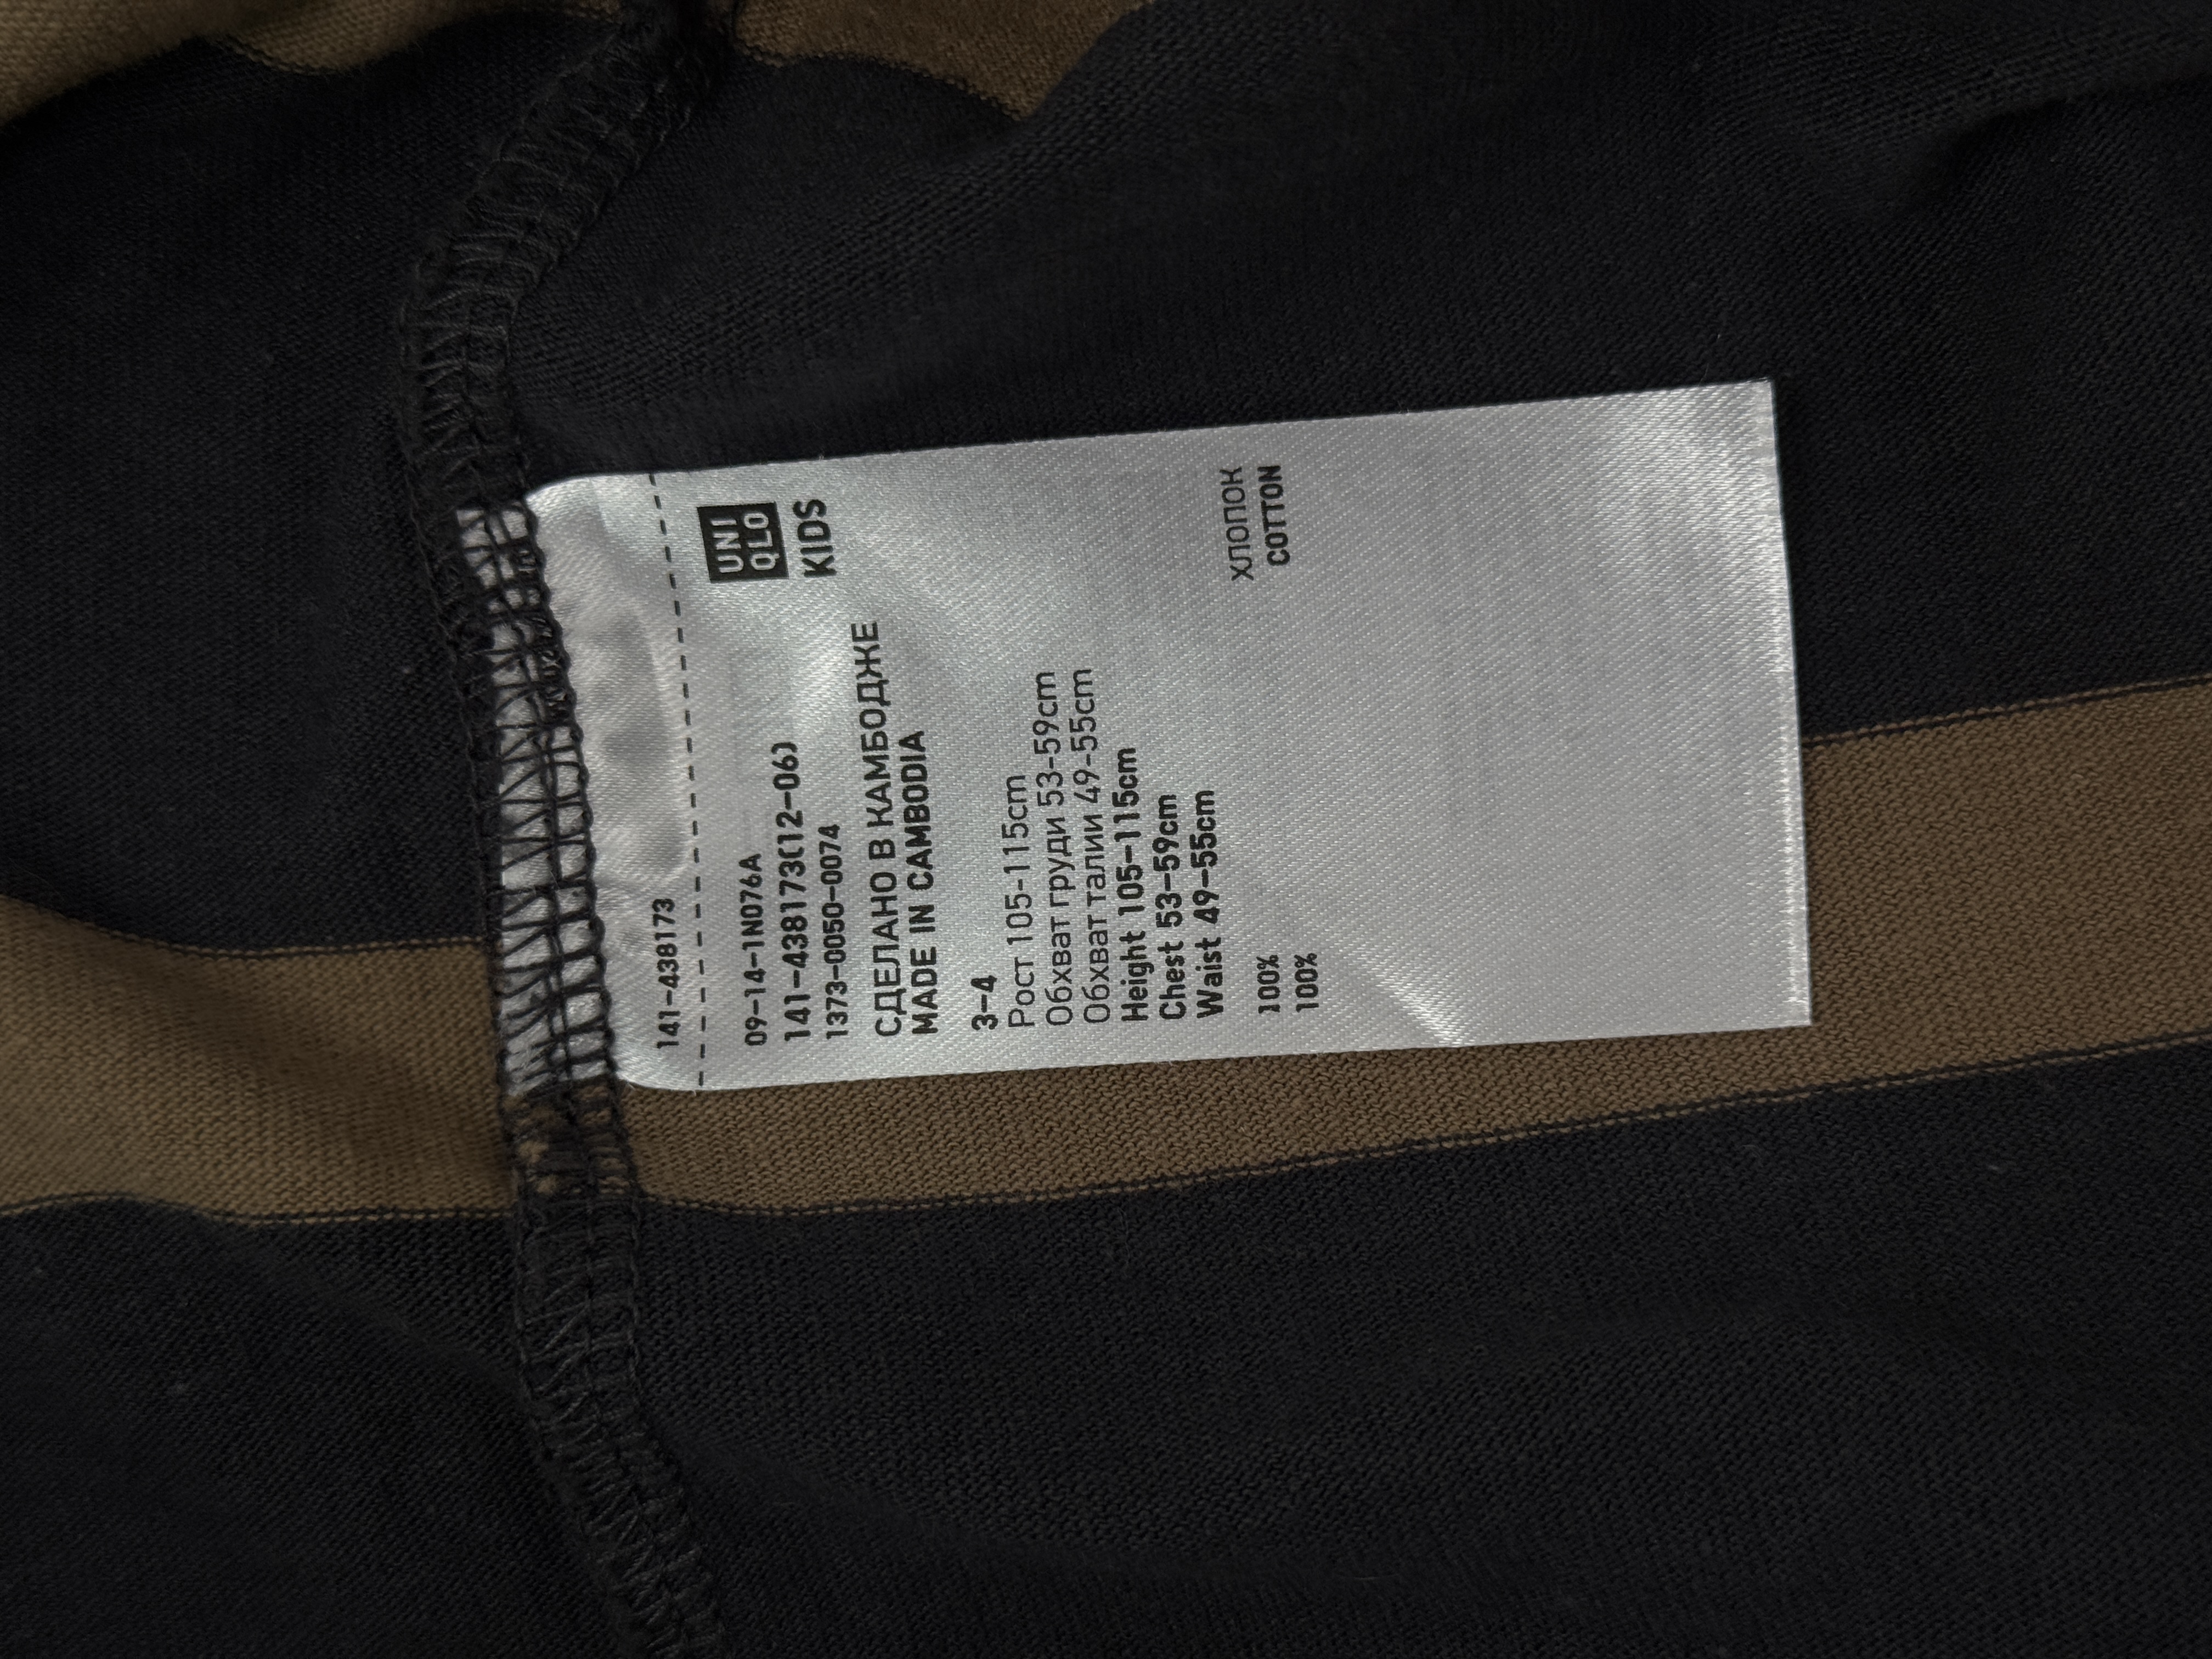 141-438173
UNI
QLO
KIDS
09-14-1N076A
141-438173(12-06)
1373-0050-0074
СДЕЛАНО В КАМБОДЖЕ
MADE IN CAMBODIA
3-4
Рост 105-115cm
Обхват груди 53-59cm
Обхват талии 49-55cm
Height 105-115cm
Chest 53-59cm
Waist 49-55cm
100% ХЛОПОК
100% COTTON